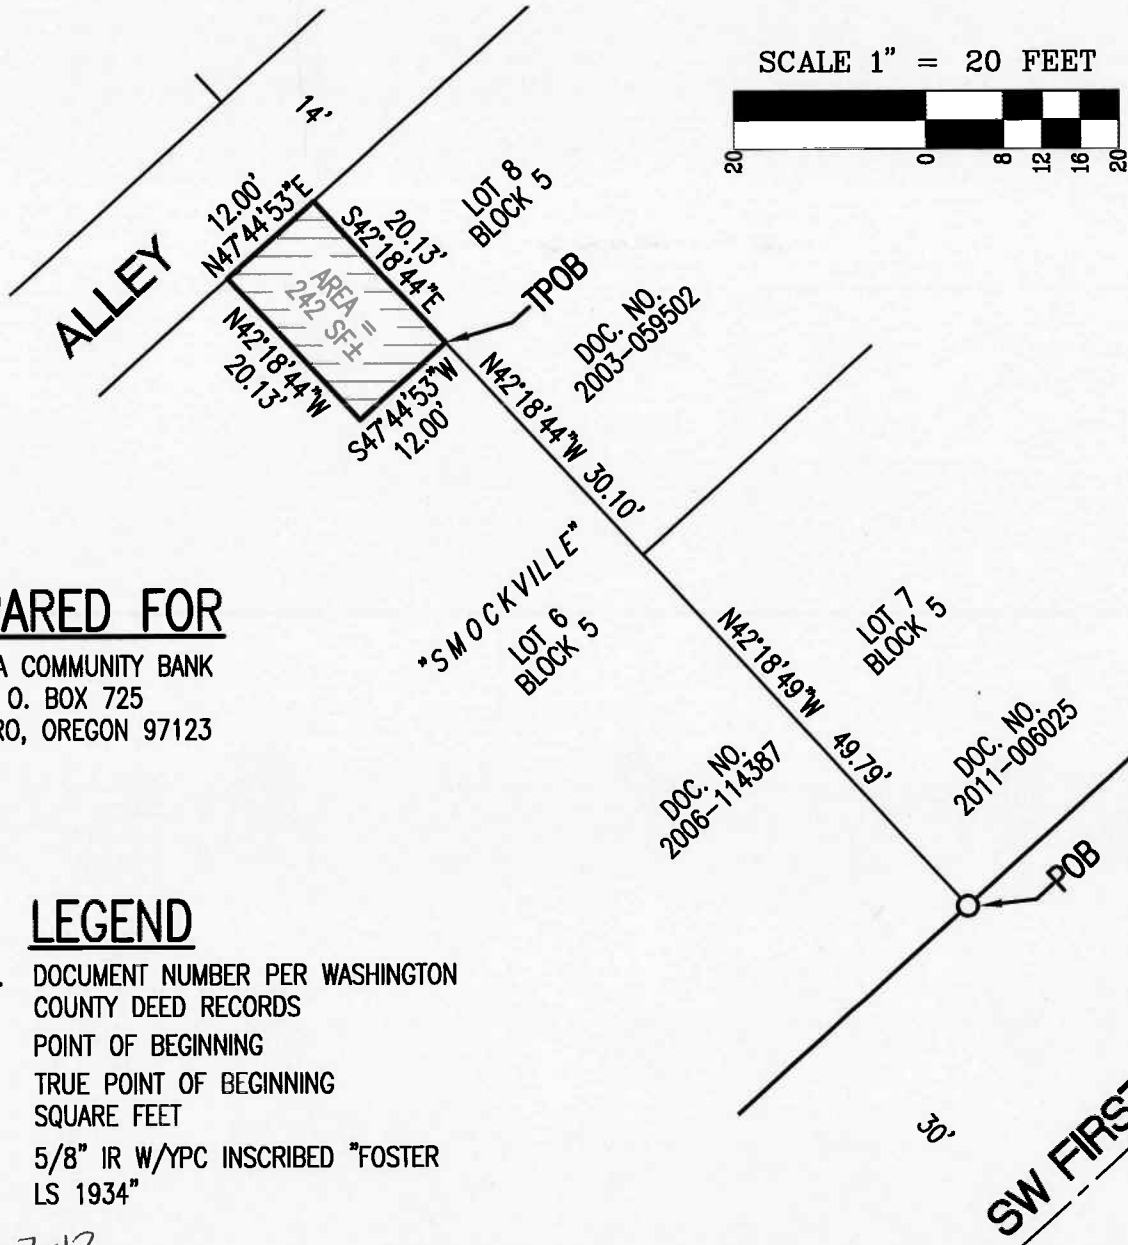 SCALE 1" = 20 FEET
20 0 8 12 16 20
14'
ALLEY
12.00'
N47°44'53"E
S42°18'44"E
20.13'
LOT 8
BLOCK 5
AREA =
242 SF±
TPOB
N42°18'44"W
20.13'
S47°44'53"W
12.00'
DOC. NO.
2003-059502
N42°18'44"W 30.10'
"SMOCKVILLE"
LOT 6
BLOCK 5
N42°18'49"W 49.79'
LOT 7
BLOCK 5
DOC. NO.
2006-114387
DOC. NO.
2011-006025
POB
30'
SW FIRST
PARED FOR
A COMMUNITY BANK
O. BOX 725
RO, OREGON 97123
LEGEND
. DOCUMENT NUMBER PER WASHINGTON
COUNTY DEED RECORDS
POINT OF BEGINNING
TRUE POINT OF BEGINNING
SQUARE FEET
5/8" IR W/YPC INSCRIBED "FOSTER
LS 1934"